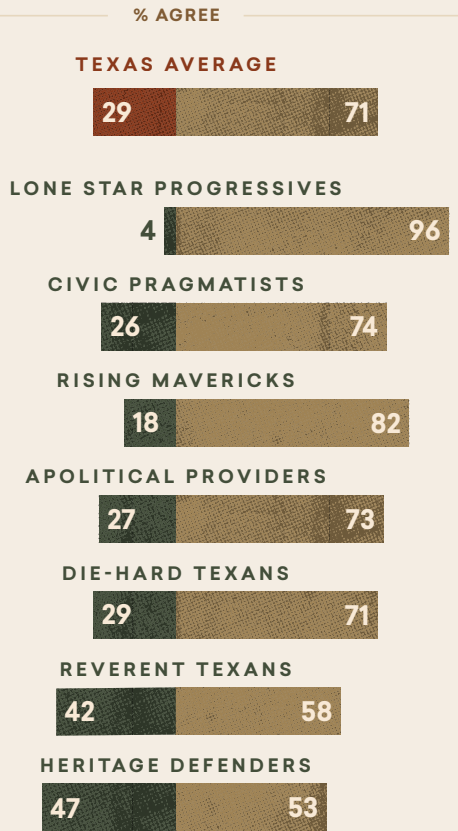 % AGREE
TEXAS AVERAGE
29 71
LONE STAR PROGRESSIVES
4 96
CIVIC PRAGMATISTS
26 74
RISING MAVERICKS
18 82
APOLITICAL PROVIDERS
27 73
DIE-HARD TEXANS
29 71
REVERENT TEXANS
42 58
HERITAGE DEFENDERS
47 53